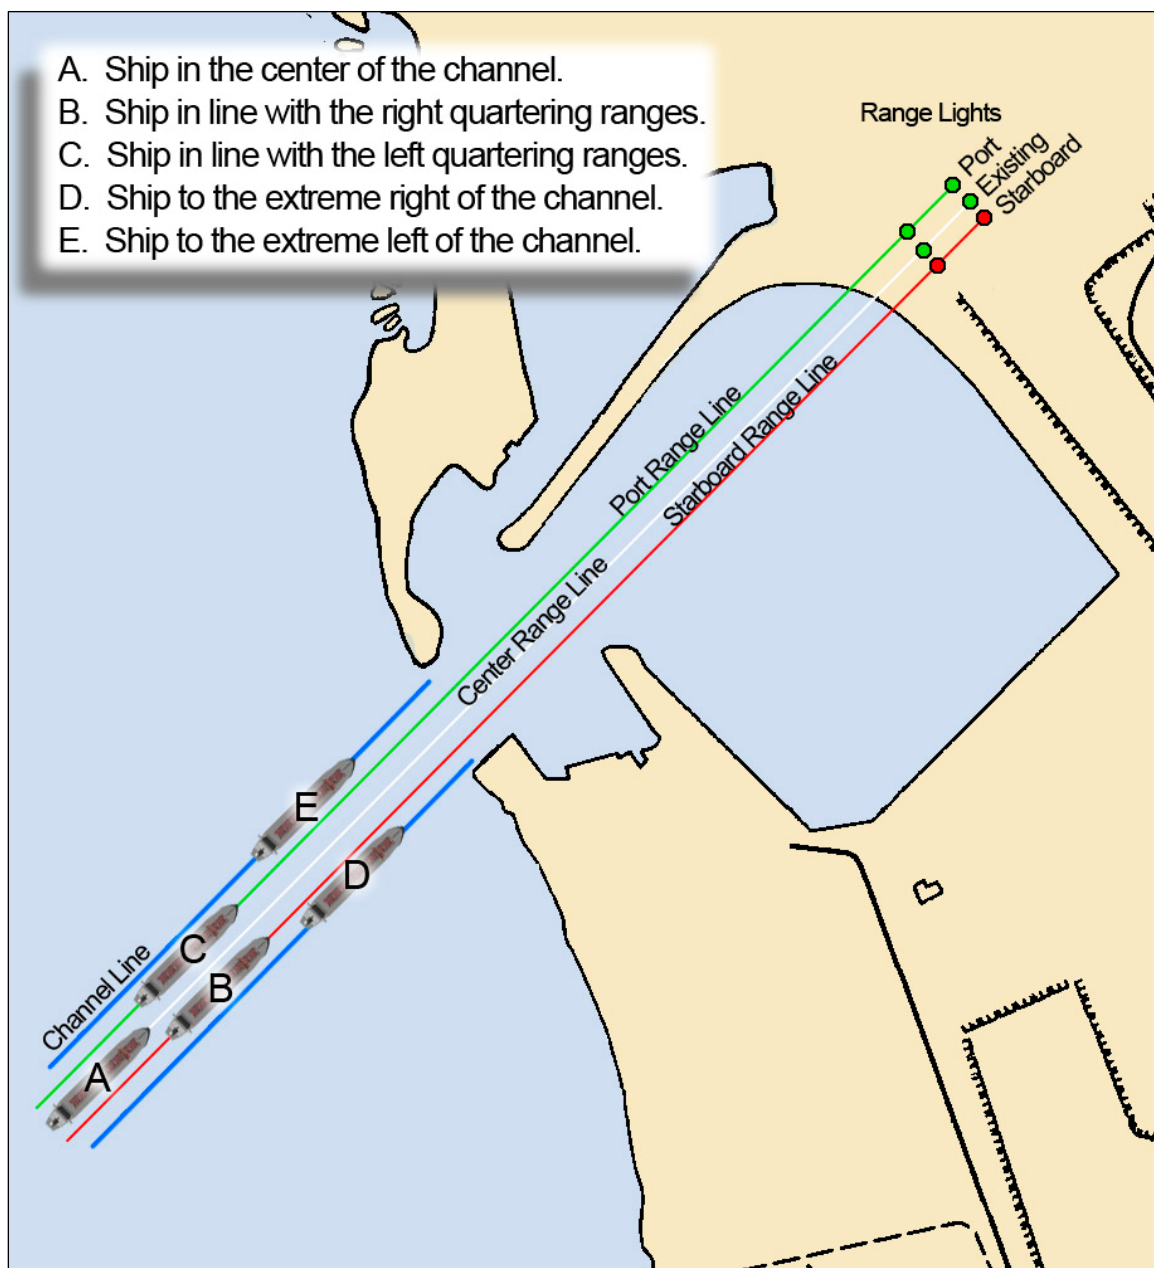 A. Ship in the center of the channel.
B. Ship in line with the right quartering ranges.
C. Ship in line with the left quartering ranges.
D. Ship to the extreme right of the channel.
E. Ship to the extreme left of the channel.
Range Lights
Port
Existing
Starboard
Port Range Line
Starboard Range Line
Center Range Line
Channel Line
E
D
C
B
A